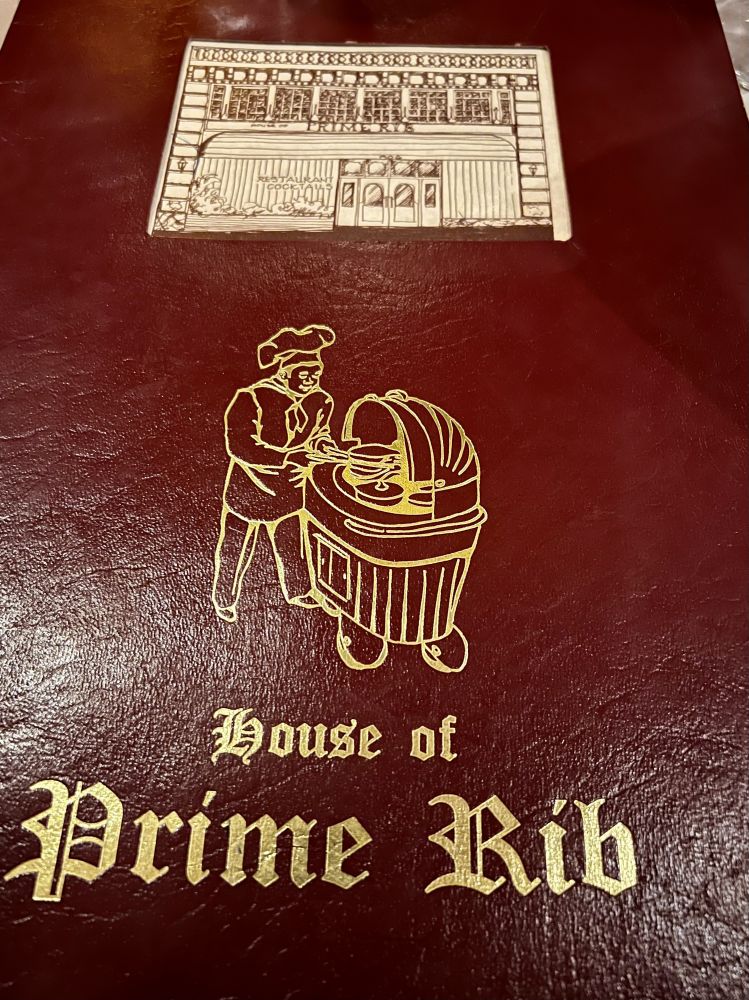 HOUSE OF
PRIME RIB
RESTAURANT
COCKTAILS
House of
Prime Rib